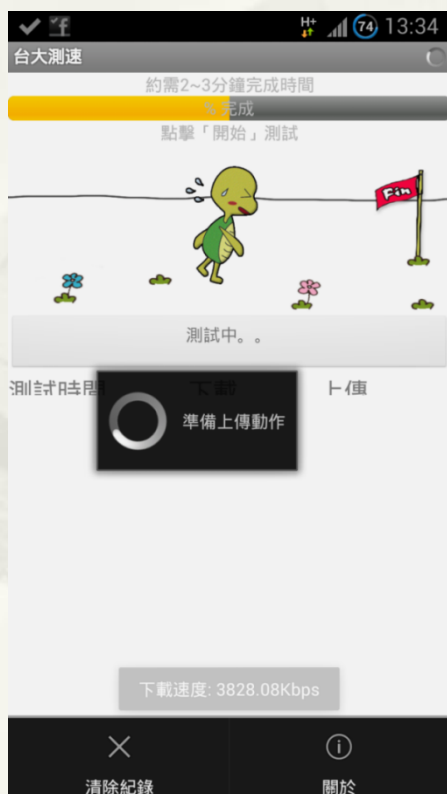 H+ 74 13:34
台大測速
約需2~3分鐘完成時間
% 完成
點擊「開始」測試
Fin
測試中。。
測試時間 下載 上傳
準備上傳動作
下載速度: 3828.08Kbps
清除紀錄 關於